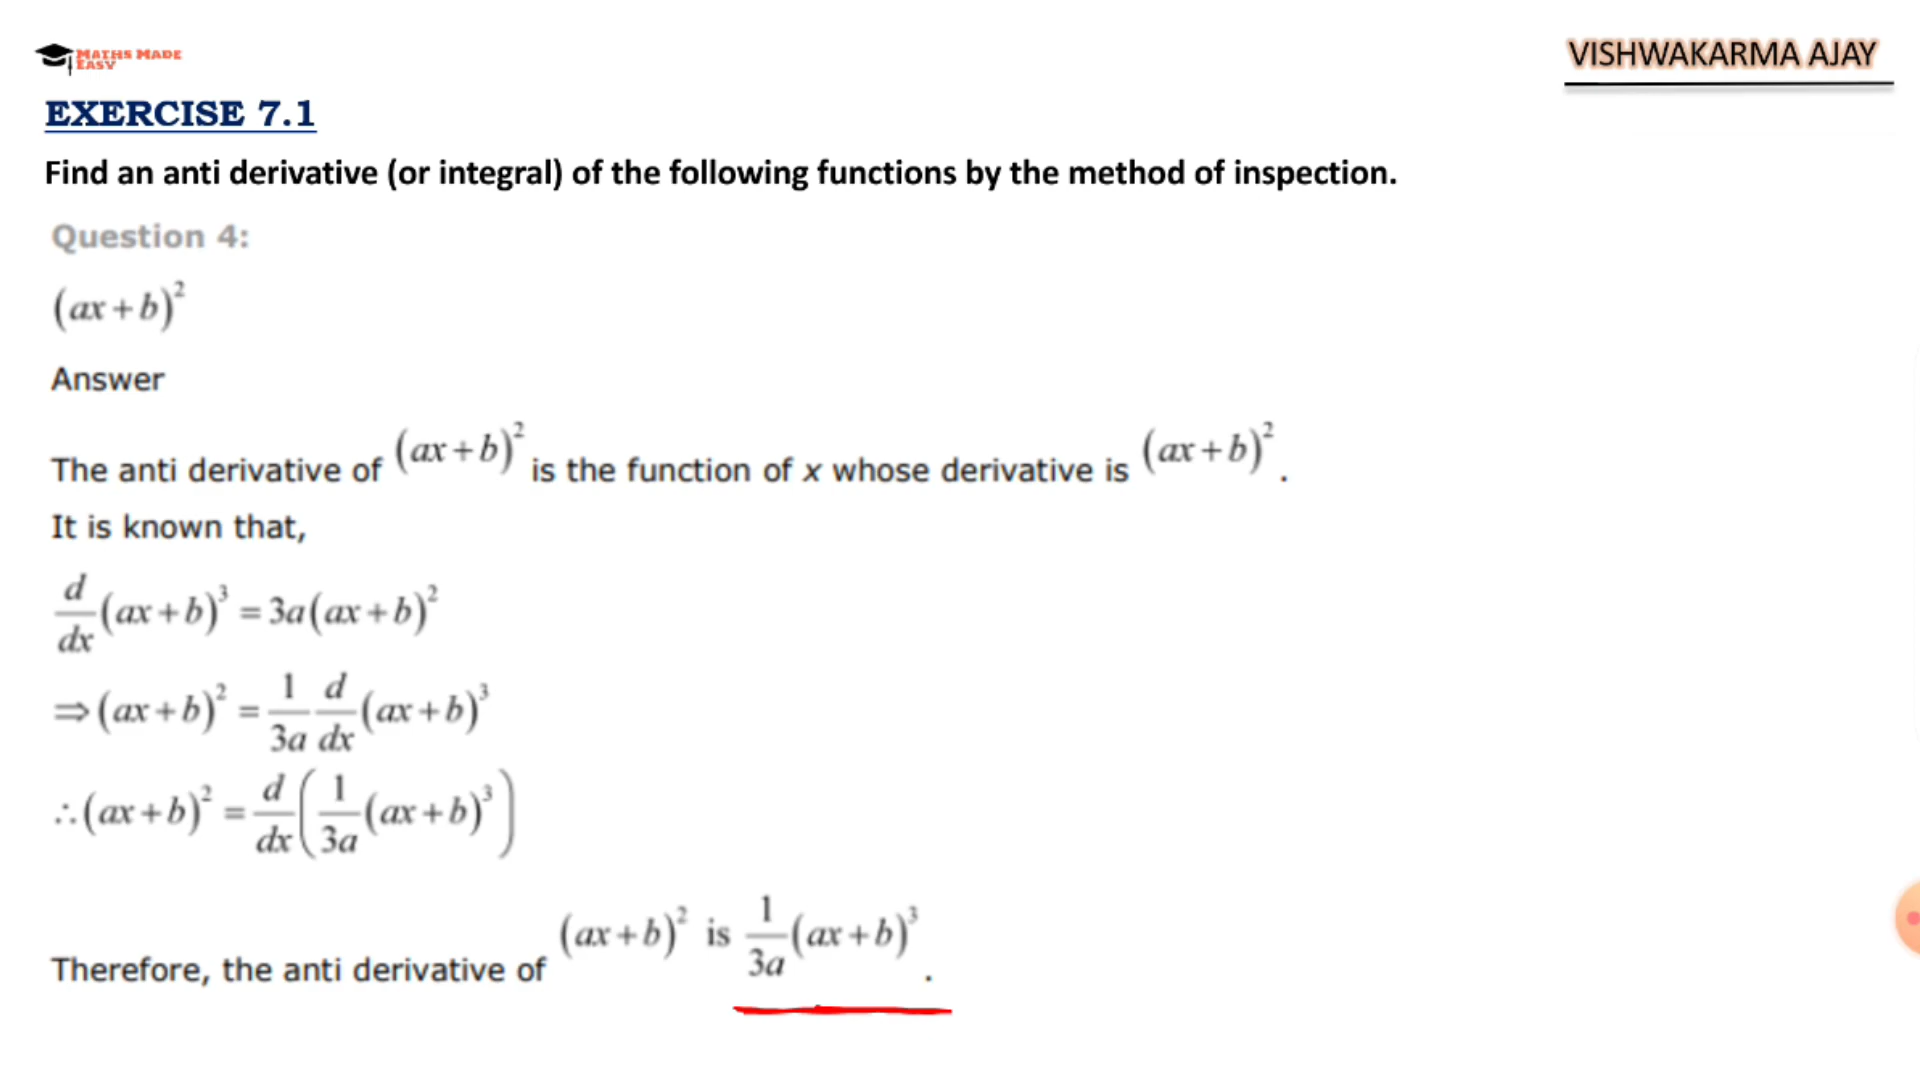 MATHS MADE
EASY
VISHWAKARMA AJAY
EXERCISE 7.1
Find an anti derivative (or integral) of the following functions by the method of inspection.
Question 4:
(ax + b)²
Answer
The anti derivative of (ax + b)² is the function of x whose derivative is (ax + b)².
It is known that,
d/dx (ax + b)³ = 3a(ax + b)²
⇒ (ax + b)² = 1/3a d/dx (ax + b)³
∴ (ax + b)² = d/dx (1/3a (ax + b)³)
Therefore, the anti derivative of (ax + b)² is 1/3a (ax + b)³.